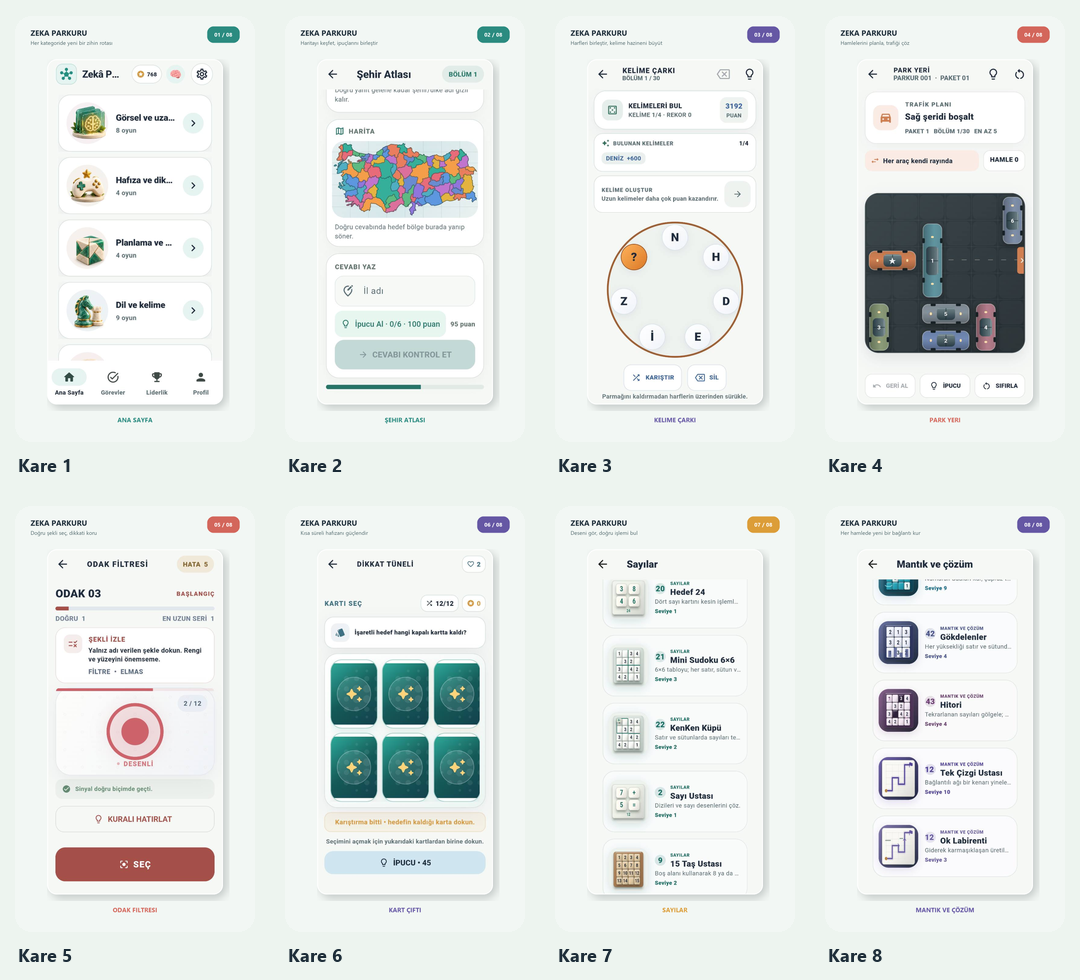 ZEKA PARKURU
Her kategoride yeni bir zihin rotası
01 / 08
Zekâ P...
768
Görsel ve uza...
8 oyun
Hafıza ve dik...
4 oyun
Planlama ve ...
4 oyun
Dil ve kelime
9 oyun
Ana Sayfa
Görevler
Liderlik
Profil
ANA SAYFA
Kare 1
ZEKA PARKURU
Haritayı keşfet, ipuçlarını birleştir
02 / 08
Şehir Atlası
BÖLÜM 1
Doğru yanıt gelene kadar şehir/ülke adı gizli
kalır.
HARİTA
Doğru cevabında hedef bölge burada yanıp
söner.
CEVABI YAZ
İl adı
İpucu Al · 0/6 · 100 puan
95 puan
CEVABI KONTROL ET
ŞEHIR ATLASI
Kare 2
ZEKA PARKURU
Harfleri birleştir, kelime hazineni büyüt
03 / 08
KELİME ÇARKI
BÖLÜM 1 / 30
KELİMELERİ BUL
KELİME 1/4 · REKOR 0
3192
PUAN
BULUNAN KELİMELER
1/4
DENİZ +600
KELİME OLUŞTUR
Uzun kelimeler daha çok puan kazandırır.
N
?
H
Z
D
İ
E
KARIŞTIR
SİL
Parmağını kaldırmadan harflerin üzerinden sürükle.
KELIME ÇARKI
Kare 3
ZEKA PARKURU
Hamlelerini planla, trafiği çöz
04 / 08
PARK YERİ
PARKUR 001 · PAKET 01
TRAFİK PLANI
Sağ şeridi boşalt
PAKET 1 BÖLÜM 1/30 EN AZ 5
Her araç kendi rayında
HAMLE 0
6
1
3
5
4
2
GERİ AL
İPUCU
SIFIRLA
PARK YERI
Kare 4
ZEKA PARKURU
Doğru şekli seç, dikkati koru
05 / 08
ODAK FİLTRESİ
HATA 5
ODAK 03
BAŞLANGIÇ
DOĞRU 1
EN UZUN SERİ 1
ŞEKLİ İZLE
Yalnız adı verilen şekle dokun. Rengi
ve yüzeyini önemseme.
FİLTRE • ELMAS
2 / 12
DESENLİ
Sinyal doğru biçimde geçti.
KURALI HATIRLAT
SEÇ
ODAK FILTRESI
Kare 5
ZEKA PARKURU
Kısa süreli hafızanı güçlendir
06 / 08
DİKKAT TÜNELİ
2
KARTI SEÇ
12/12
0
İşaretli hedef hangi kapalı kartta kaldı?
Karıştırma bitti • hedefin kaldığı karta dokun.
Seçimini açmak için yukarıdaki kartlardan birine dokun.
İPUCU • 45
KART ÇIFTI
Kare 6
ZEKA PARKURU
Deseni gör, doğru işlemi bul
07 / 08
Sayılar
20
SAYILAR
Hedef 24
Dört sayı kartını kesin işleml...
Seviye 1
21
SAYILAR
Mini Sudoku 6×6
6×6 tabloyu; her satır, sütun v...
Seviye 3
22
SAYILAR
KenKen Küpü
Satır ve sütunlarda sayıları te...
Seviye 2
2
SAYILAR
Sayı Ustası
Dizileri ve sayı desenlerini çöz.
Seviye 1
9
SAYILAR
15 Taş Ustası
Boş alanı kullanarak 8 ya da ...
Seviye 2
SAYILAR
Kare 7
ZEKA PARKURU
Her hamlede yeni bir bağlantı kur
08 / 08
Mantık ve çözüm
Seviye 9
42
MANTIK VE ÇÖZÜM
Gökdelenler
Her yüksekliği satır ve sütund...
Seviye 4
43
MANTIK VE ÇÖZÜM
Hitori
Tekrarlanan sayıları gölgele; ...
Seviye 4
12
MANTIK VE ÇÖZÜM
Tek Çizgi Ustası
Bağlantılı ağı bir kenarı yinele...
Seviye 10
12
MANTIK VE ÇÖZÜM
Ok Labirenti
Giderek karmaşıklaşan üretil...
Seviye 3
MANTIK VE ÇÖZÜM
Kare 8